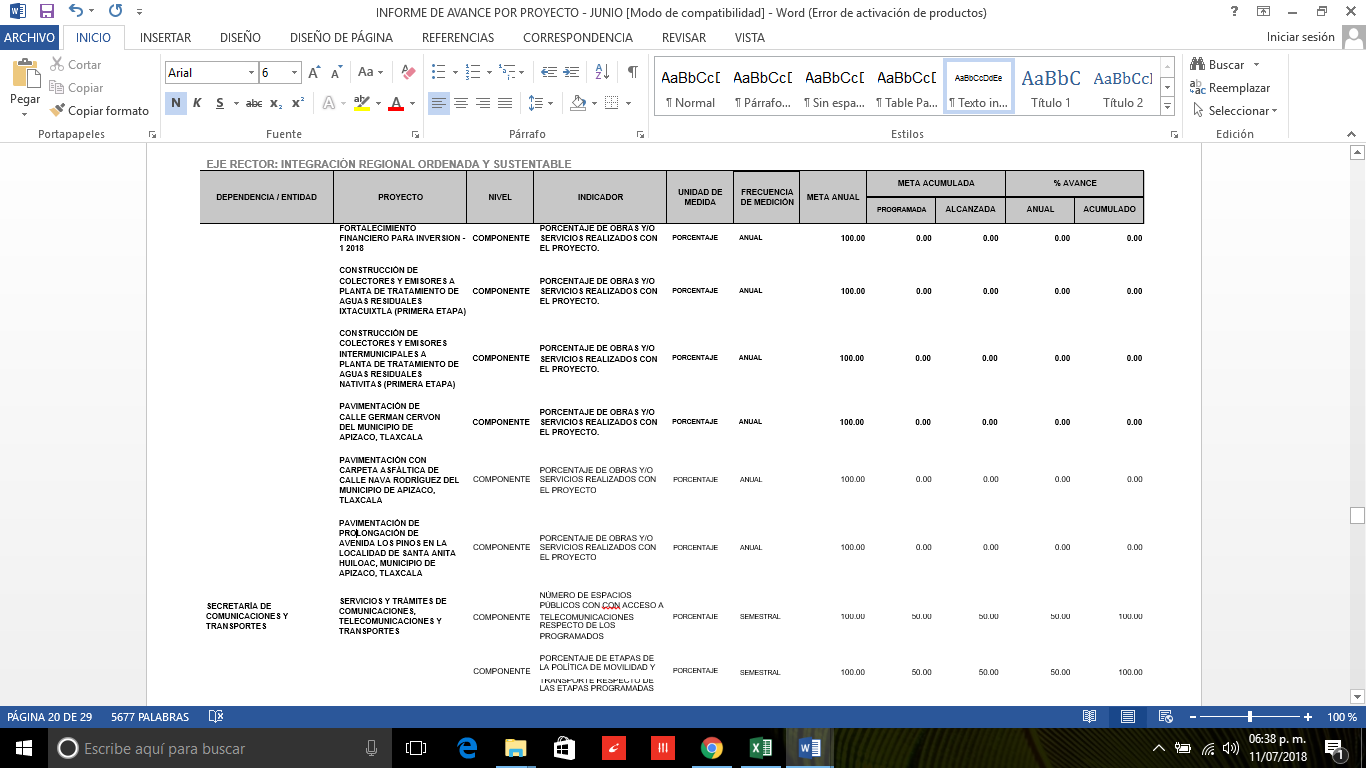 INFORME DE AVANCE POR PROYECTO - JUNIO [Modo de compatibilidad] - Word (Error de activación de productos)
ARCHIVO INICIO INSERTAR DISEÑO DISEÑO DE PÁGINA REFERENCIAS CORRESPONDENCIA REVISAR VISTA Iniciar sesión
Pegar
Cortar
Copiar
Copiar formato
Portapapeles
Arial 6
N K S abc x₂ x²
Fuente
Párrafo
AaBbCcD AaBbCcD AaBbCcD AaBbCcD AaBbCcDdEe AaBbC AaBbCcD
¶ Normal ¶ Párrafo... ¶ Sin espa... ¶ Table Pa... ¶ Texto in... Título 1 Título 2
Estilos
Buscar
Reemplazar
Seleccionar
Edición
EJE RECTOR: INTEGRACIÓN REGIONAL ORDENADA Y SUSTENTABLE
DEPENDENCIA / ENTIDAD
PROYECTO
NIVEL
INDICADOR
UNIDAD DE
MEDIDA
FRECUENCIA
DE MEDICIÓN
META ANUAL
META ACUMULADA
PROGRAMADA ALCANZADA
% AVANCE
ANUAL ACUMULADO
FORTALECIMIENTO
FINANCIERO PARA INVERSION -
1 2018
COMPONENTE
PORCENTAJE DE OBRAS Y/O
SERVICIOS REALIZADOS CON
EL PROYECTO.
PORCENTAJE ANUAL 100.00 0.00 0.00 0.00 0.00
CONSTRUCCIÓN DE
COLECTORES Y EMISORES A
PLANTA DE TRATAMIENTO DE
AGUAS RESIDUALES
IXTACUIXTLA (PRIMERA ETAPA)
COMPONENTE
PORCENTAJE DE OBRAS Y/O
SERVICIOS REALIZADOS CON
EL PROYECTO.
PORCENTAJE ANUAL 100.00 0.00 0.00 0.00 0.00
CONSTRUCCIÓN DE
COLECTORES Y EMISORES
INTERMUNICIPALES A
PLANTA DE TRATAMIENTO DE
AGUAS RESIDUALES
NATIVITAS (PRIMERA ETAPA)
COMPONENTE
PORCENTAJE DE OBRAS Y/O
SERVICIOS REALIZADOS CON
EL PROYECTO.
PORCENTAJE ANUAL 100.00 0.00 0.00 0.00 0.00
PAVIMENTACIÓN DE
CALLE GERMAN CERVON
DEL MUNICIPIO DE
APIZACO, TLAXCALA
COMPONENTE
PORCENTAJE DE OBRAS Y/O
SERVICIOS REALIZADOS CON
EL PROYECTO.
PORCENTAJE ANUAL 100.00 0.00 0.00 0.00 0.00
PAVIMENTACIÓN CON
CARPETA ASFÁLTICA DE
CALLE NAVA RODRÍGUEZ DEL
MUNICIPIO DE APIZACO,
TLAXCALA
COMPONENTE
PORCENTAJE DE OBRAS Y/O
SERVICIOS REALIZADOS CON
EL PROYECTO
PORCENTAJE ANUAL 100.00 0.00 0.00 0.00 0.00
PAVIMENTACIÓN DE
PROLONGACIÓN DE
AVENIDA LOS PINOS EN LA
LOCALIDAD DE SANTA ANITA
HUILOAC, MUNICIPIO DE
APIZACO, TLAXCALA
COMPONENTE
PORCENTAJE DE OBRAS Y/O
SERVICIOS REALIZADOS CON
EL PROYECTO
PORCENTAJE ANUAL 100.00 0.00 0.00 0.00 0.00
SECRETARÍA DE
COMUNICACIONES Y
TRANSPORTES
SERVICIOS Y TRÁMITES DE
COMUNICACIONES,
TELECOMUNICACIONES Y
TRANSPORTES
COMPONENTE
NÚMERO DE ESPACIOS
PÚBLICOS CON CON ACCESO A
TELECOMUNICACIONES
RESPECTO DE LOS
PROGRAMADOS
PORCENTAJE SEMESTRAL 100.00 50.00 50.00 50.00 100.00
COMPONENTE
PORCENTAJE DE ETAPAS DE
LA POLÍTICA DE MOVILIDAD Y
TRANSPORTE RESPECTO DE
LAS ETAPAS PROGRAMADAS
PORCENTAJE SEMESTRAL 100.00 50.00 50.00 50.00 100.00
PÁGINA 20 DE 29 5677 PALABRAS 100 %
Escribe aquí para buscar
06:38 p. m.
11/07/2018